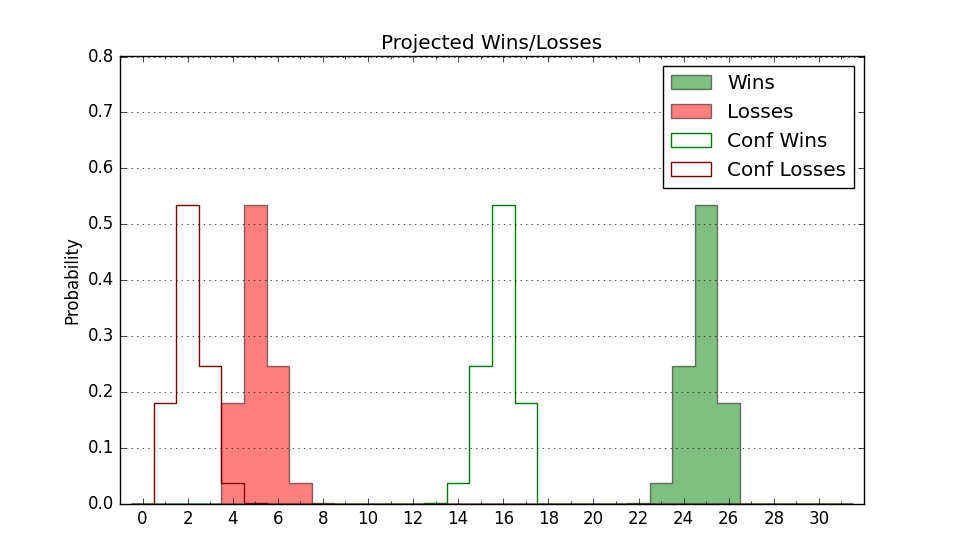 Projected Wins/Losses
0.8
0.7
0.6
0.5
0.4
0.3
0.2
0.1
0.0
Probability
Wins
Losses
Conf Wins
Conf Losses
0 2 4 6 8 10 12 14 16 18 20 22 24 26 28 30